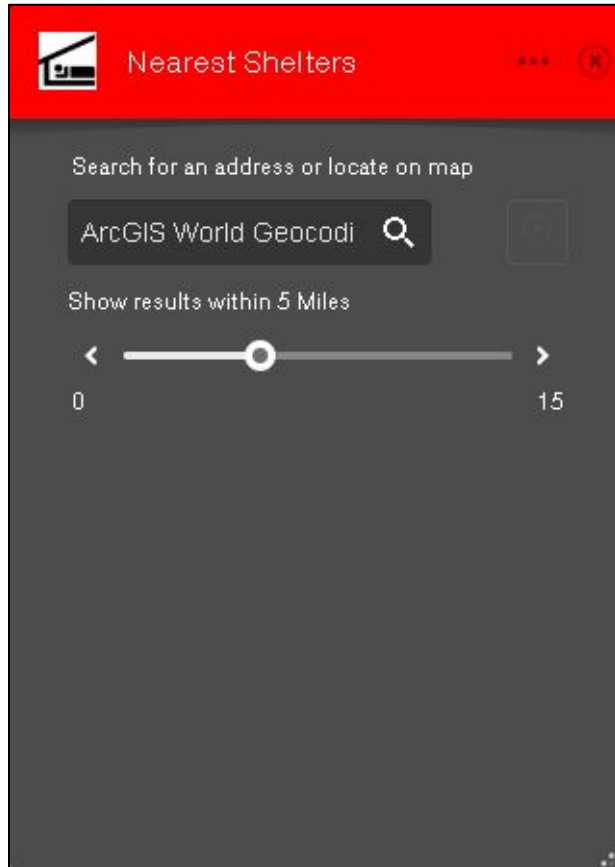 Nearest Shelters
Search for an address or locate on map
ArcGIS World Geocodi
Show results within 5 Miles
0 15